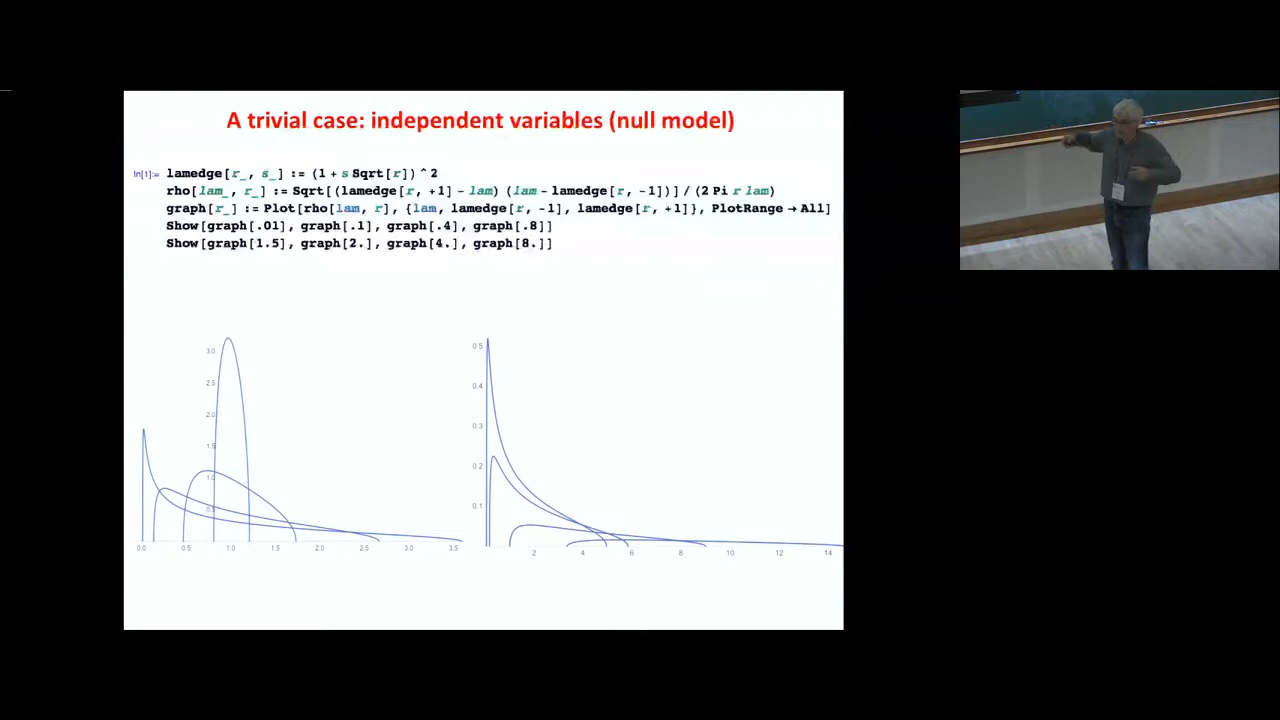 A trivial case: independent variables (null model)
In[1]:= lamedge[r_, s_] := (1 + s Sqrt[r]) ^ 2
rho[lam_, r_] := Sqrt[(lamedge[r, +1] - lam) (lam - lamedge[r, -1])] / (2 Pi r lam)
graph[r_] := Plot[rho[lam, r], {lam, lamedge[r, -1], lamedge[r, +1]}, PlotRange → All]
Show[graph[.01], graph[.1], graph[.4], graph[.8]]
Show[graph[1.5], graph[2.], graph[4.], graph[8.]]
3.0
2.5
2.0
1.5
1.0
0.5
0.0 0.5 1.0 1.5 2.0 2.5 3.0 3.5
0.5
0.4
0.3
0.2
0.1
2 4 6 8 10 12 14